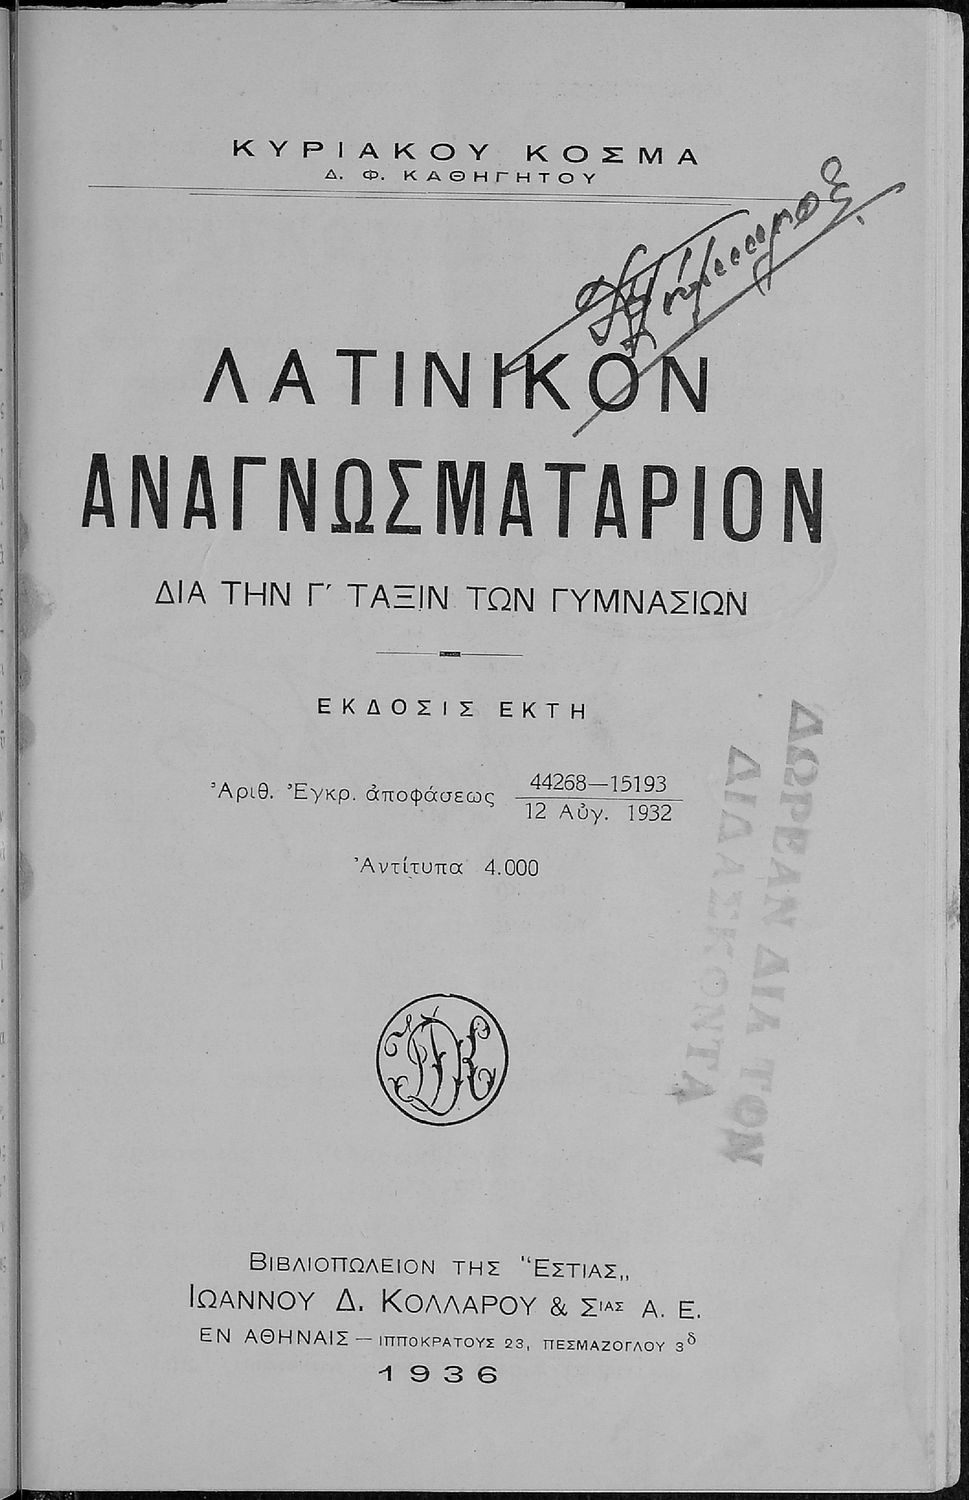 ΚΥΡΙΑΚΟΥ ΚΟΣΜΑ
Δ. Φ. ΚΑΘΗΓΗΤΟΥ
ΛΑΤΙΝΙΚΟΝ
ΑΝΑΓΝΩΣΜΑΤΑΡΙΟΝ
ΔΙΑ ΤΗΝ Γ΄ ΤΑΞΙΝ ΤΩΝ ΓΥΜΝΑΣΙΩΝ
ΕΚΔΟΣΙΣ ΕΚΤΗ
Ἀριθ. Ἐγκρ. ἀποφάσεως 44268—15193
12 Αὐγ. 1932
Ἀντίτυπα 4.000
ΔΩΡΕΑΝ ΔΙΑ ΤΟΝ
ΔΙΔΑΣΚΟΝΤΑ
ΒΙΒΛΙΟΠΩΛΕΙΟΝ ΤΗΣ "ΕΣΤΙΑΣ„
ΙΩΑΝΝΟΥ Δ. ΚΟΛΛΑΡΟΥ & ΣΙΑΣ Α. Ε.
ΕΝ ΑΘΗΝΑΙΣ — ΙΠΠΟΚΡΑΤΟΥΣ 23, ΠΕΣΜΑΖΟΓΛΟΥ 3δ
1936